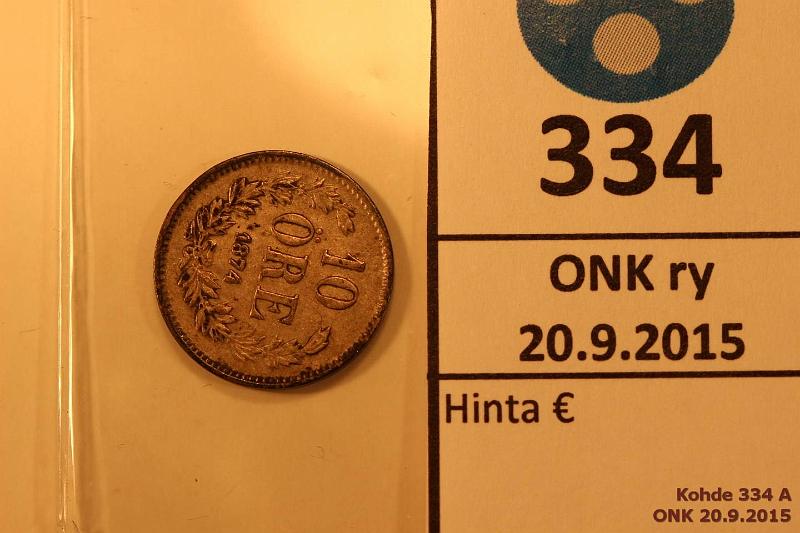 10
ÖRE
1874
334
ONK ry
20.9.2015
Hinta €
Kohde 334 A
ONK 20.9.2015